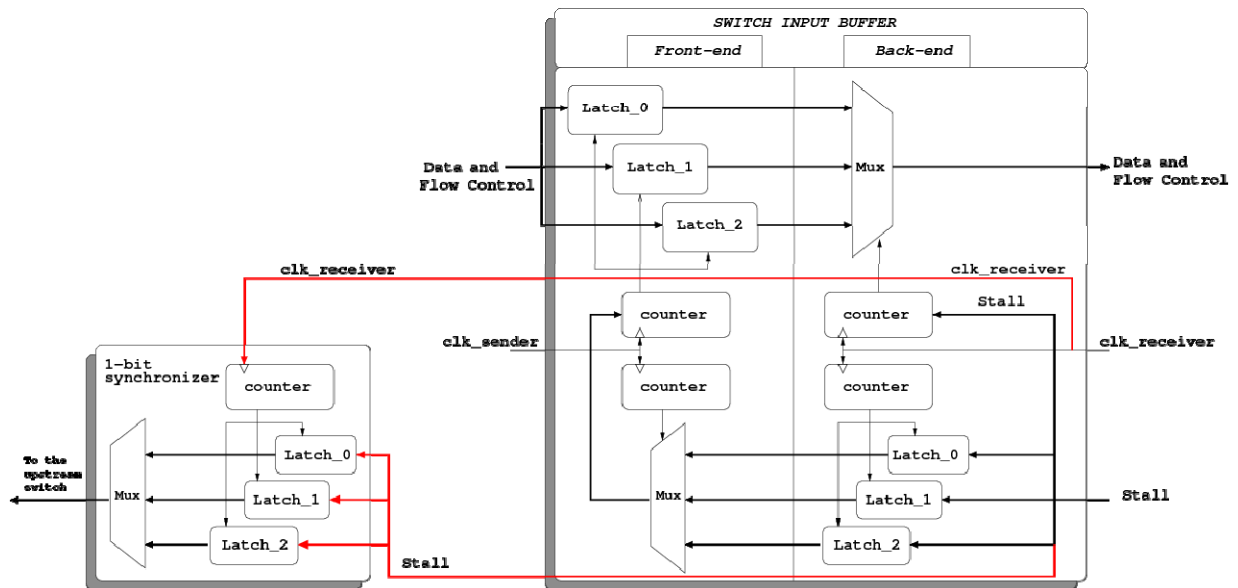 SWITCH INPUT BUFFER
Front-end
Back-end
Latch_0
Data and
Flow Control
Latch_1
Mux
Data and
Flow Control
Latch_2
clk_receiver
clk_receiver
counter
counter
Stall
clk_sender
clk_receiver
1-bit
synchronizer
counter
counter
counter
To the
upstream
switch
Latch_0
Latch_0
Mux
Latch_1
Mux
Latch_1
Stall
Latch_2
Latch_2
Stall